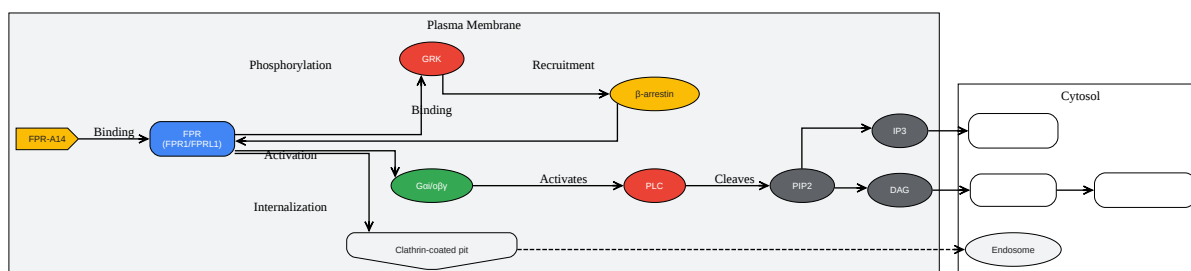 Plasma Membrane
GRK
Phosphorylation
Recruitment
β-arrestin
Cytosol
Binding
IP3
FPR-A14
Binding
FPR
(FPR1/FPRL1)
Activation
Gαi/oβγ
Activates
PLC
Cleaves
PIP2
DAG
Internalization
Clathrin-coated pit
Endosome